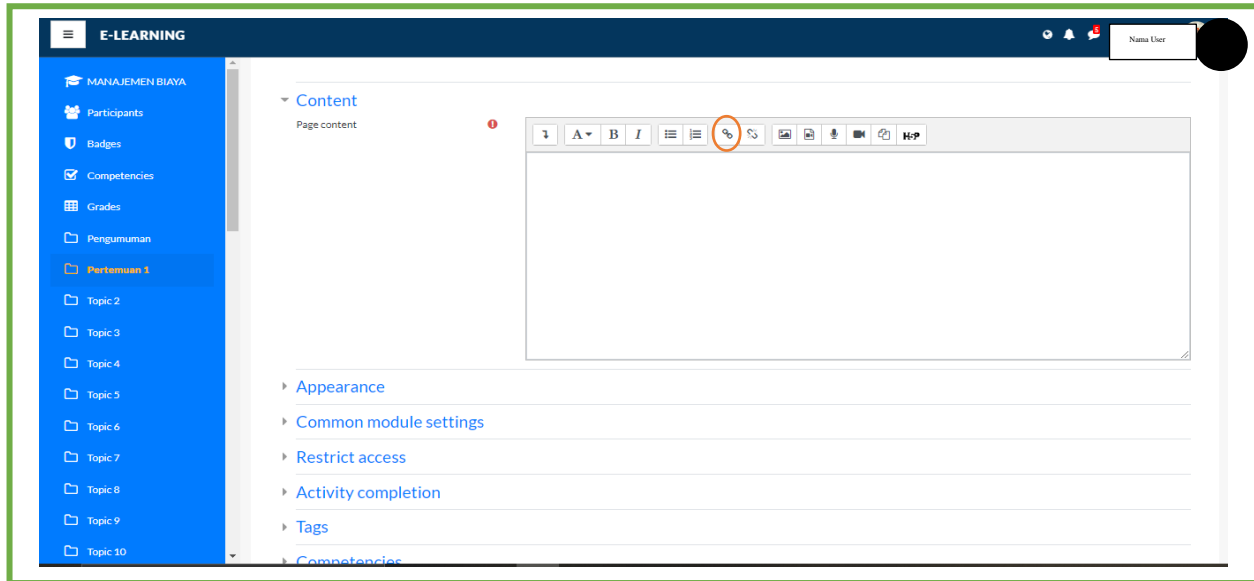 E-LEARNING
Nama User
MANAJEMEN BIAYA
Participants
Badges
Competencies
Grades
Pengumuman
Pertemuan 1
Topic 2
Topic 3
Topic 4
Topic 5
Topic 6
Topic 7
Topic 8
Topic 9
Topic 10
Content
Page content
A B I H-P
Appearance
Common module settings
Restrict access
Activity completion
Tags
Competencies